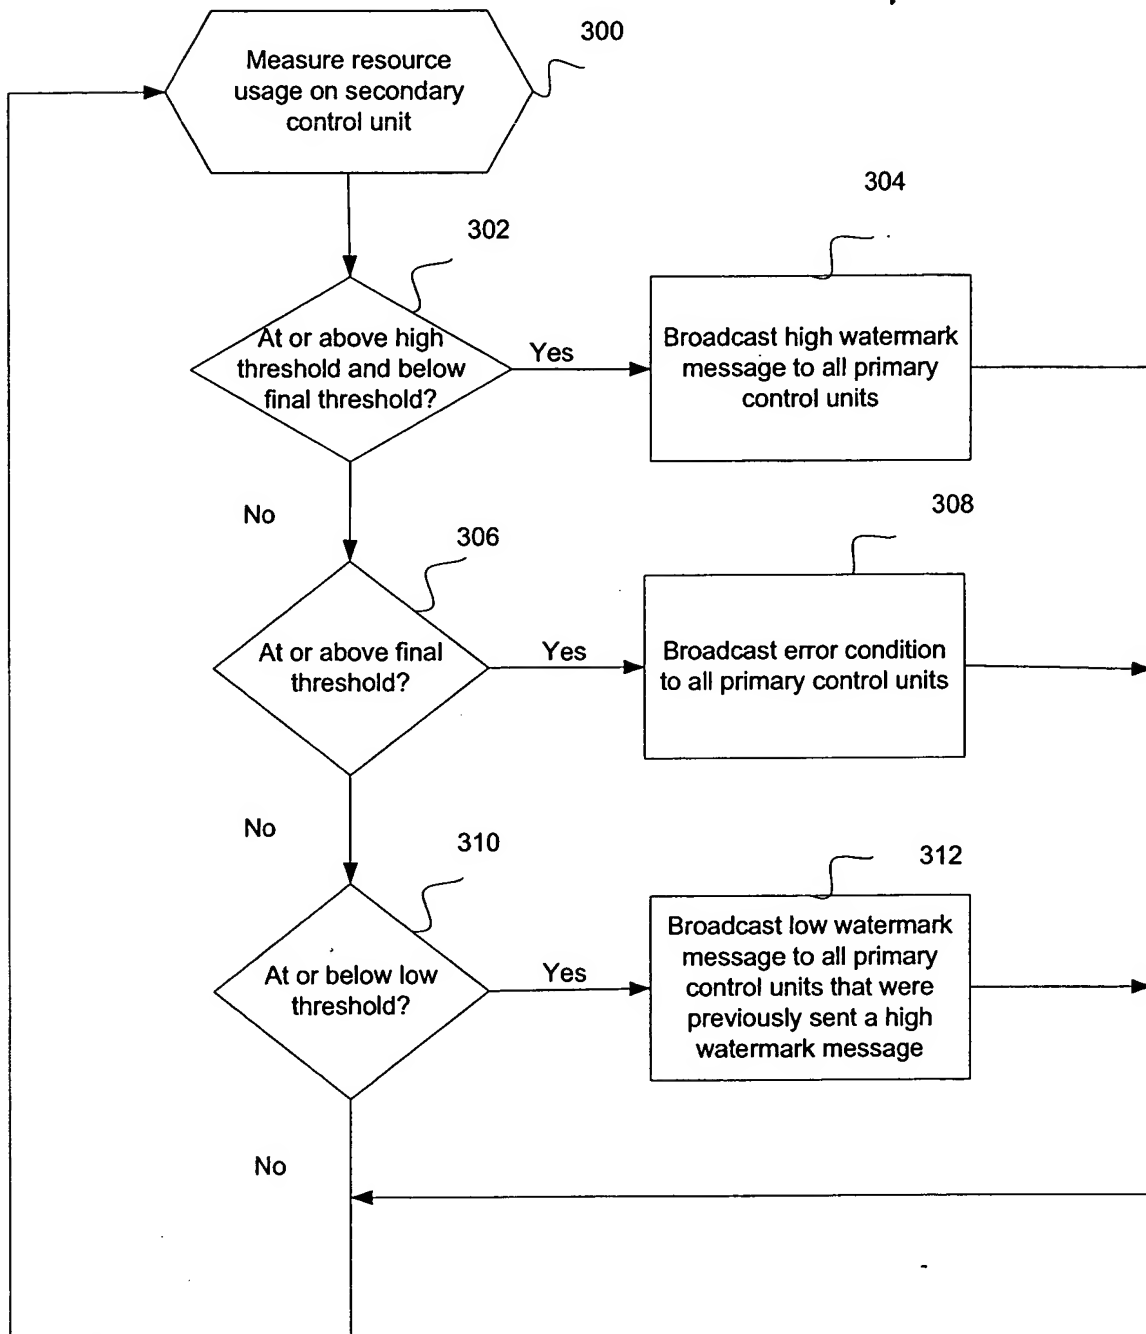 300
Measure resource
usage on secondary
control unit
304
302
At or above high
threshold and below
final threshold?
Yes
Broadcast high watermark
message to all primary
control units
No
308
306
At or above final
threshold?
Yes
Broadcast error condition
to all primary control units
No
310
312
At or below low
threshold?
Yes
Broadcast low watermark
message to all primary
control units that were
previously sent a high
watermark message
No